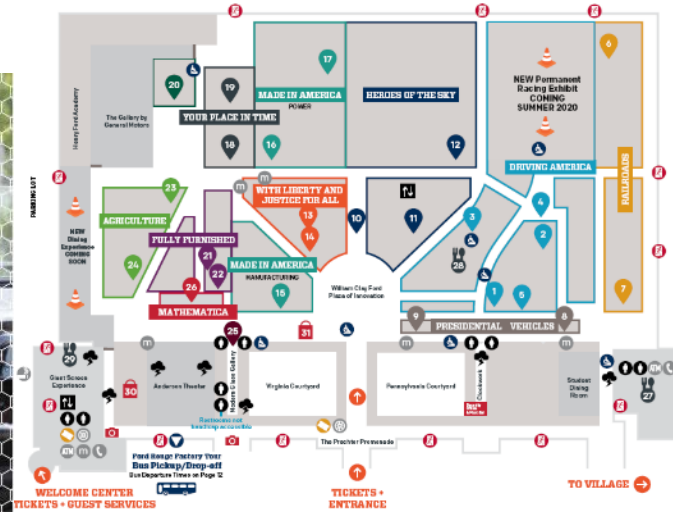 6
17
NEW Permanent
Racing Exhibit
COMING
SUMMER 2020
20
19
MADE IN AMERICA
POWER
HEROES OF THE SKY
Henry Ford Academy
The Gallery by
General Motors
YOUR PLACE IN TIME
18
16
12
DRIVING AMERICA
RAILROADS
PARKING LOT
23
m
m
WITH LIBERTY AND
JUSTICE FOR ALL
13
14
10
11
3
4
2
AGRICULTURE
NEW
Dining
Experience
COMING
SOON
24
FULLY FURNISHED
21
22
MADE IN AMERICA
MANUFACTURING
15
28
William Clay Ford
Plaza of Innovation
1
5
7
26
MATHEMATICA
25
31
9
PRESIDENTIAL VEHICLES
8
29
m
m
m
Giant Screen
Experience
30
Anderson Theater
Modern Glass Gallery
Virginia Courtyard
Pennsylvania Courtyard
Clockwork
Student
Dining
Room
ATM
27
ATM
m
The Prechter Promenade
Ford Rouge Factory Tour
Bus Pickup/Drop-off
Bus Departure Times on Page 12
WELCOME CENTER
TICKETS + GUEST SERVICES
TICKETS +
ENTRANCE
TO VILLAGE